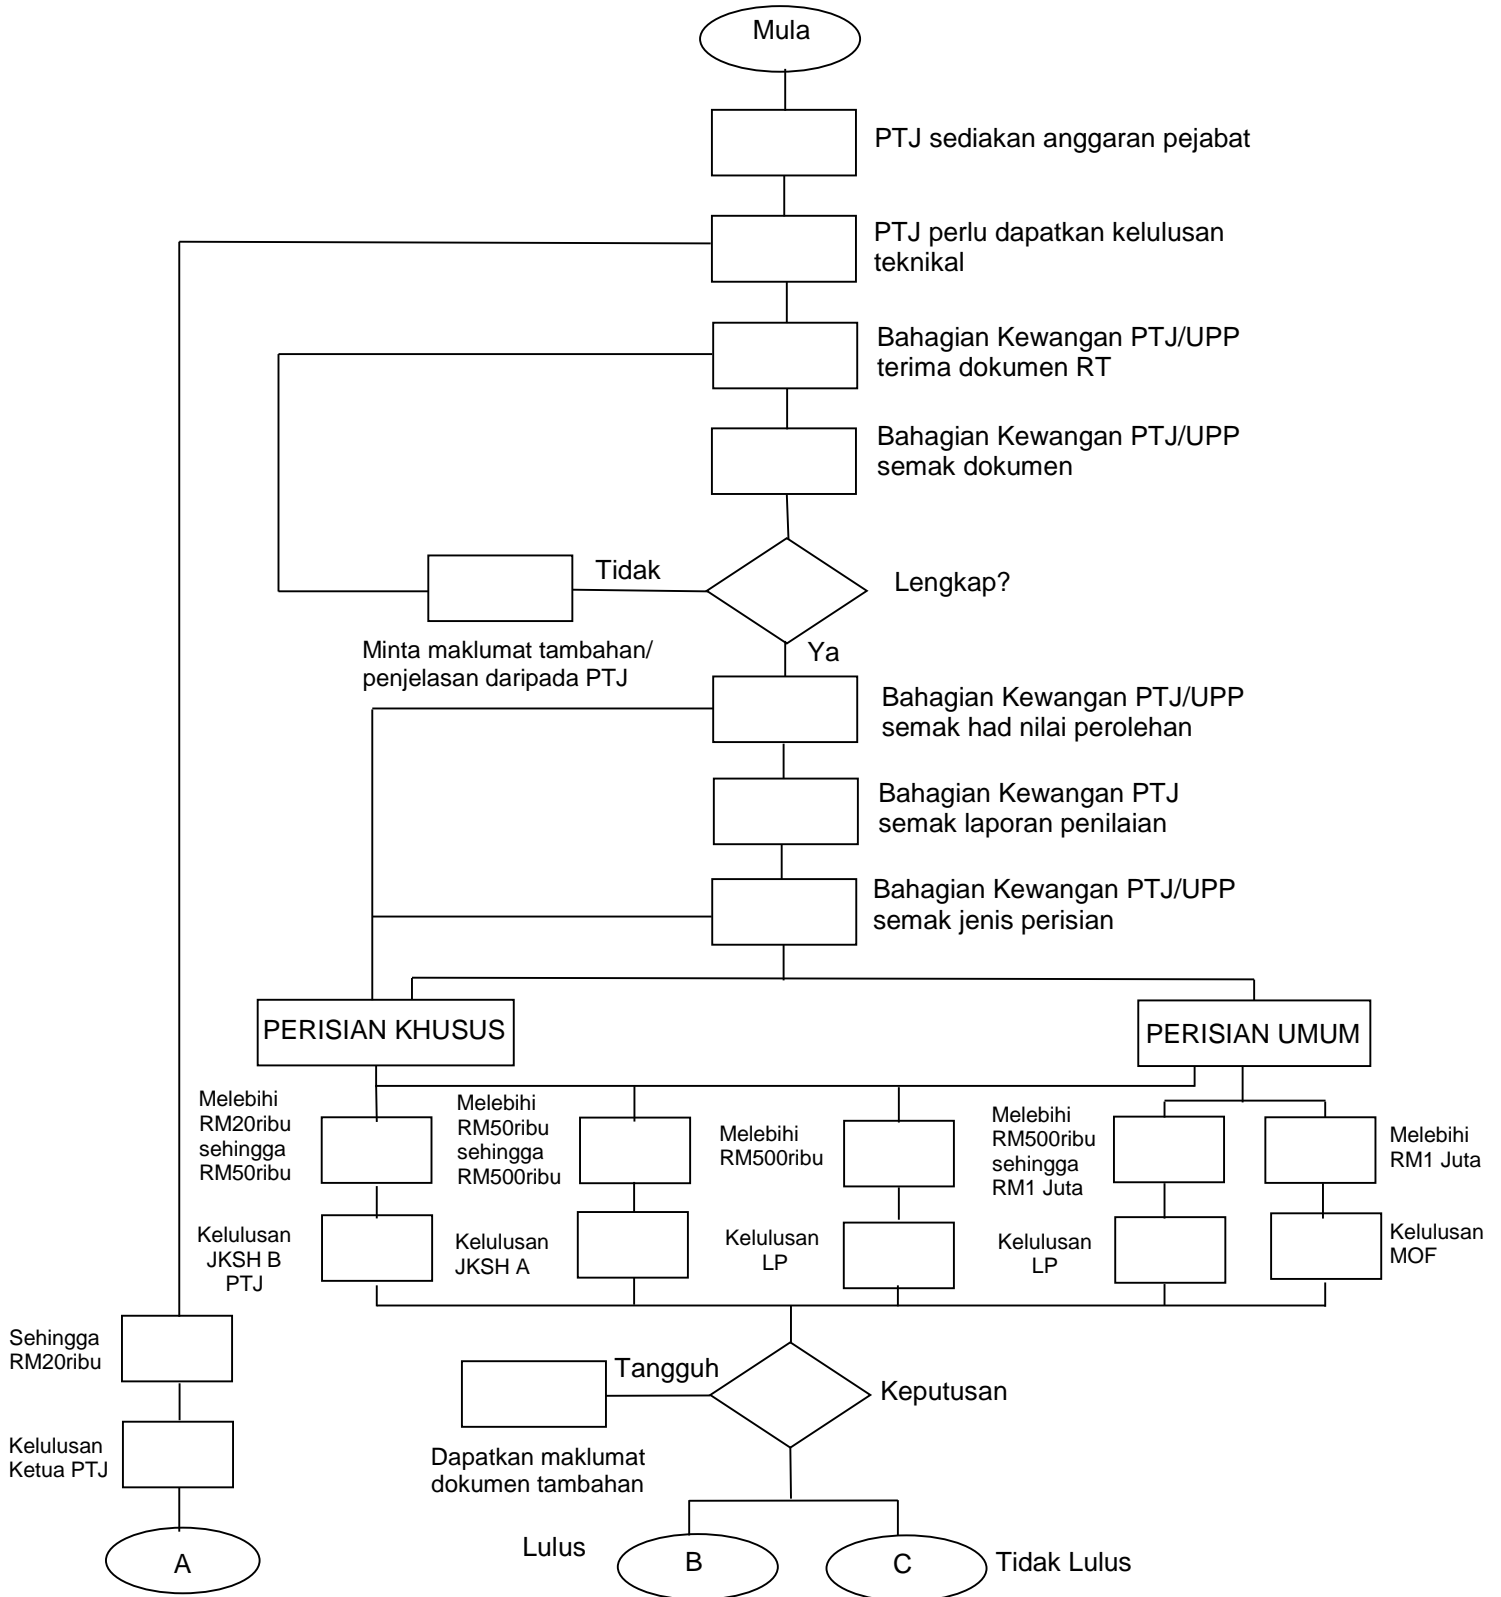 Mula
PTJ sediakan anggaran pejabat
PTJ perlu dapatkan kelulusan
teknikal
Bahagian Kewangan PTJ/UPP
terima dokumen RT
Bahagian Kewangan PTJ/UPP
semak dokumen
Tidak
Lengkap?
Minta maklumat tambahan/
penjelasan daripada PTJ
Ya
Bahagian Kewangan PTJ/UPP
semak had nilai perolehan
Bahagian Kewangan PTJ
semak laporan penilaian
Bahagian Kewangan PTJ/UPP
semak jenis perisian
PERISIAN KHUSUS
PERISIAN UMUM
Melebihi
RM20ribu
sehingga
RM50ribu
Melebihi
RM50ribu
sehingga
RM500ribu
Melebihi
RM500ribu
Melebihi
RM500ribu
sehingga
RM1 Juta
Melebihi
RM1 Juta
Kelulusan
JKSH B
PTJ
Kelulusan
JKSH A
Kelulusan
LP
Kelulusan
LP
Kelulusan
MOF
Sehingga
RM20ribu
Tangguh
Keputusan
Kelulusan
Ketua PTJ
Dapatkan maklumat
dokumen tambahan
A
Lulus
B
C
Tidak Lulus